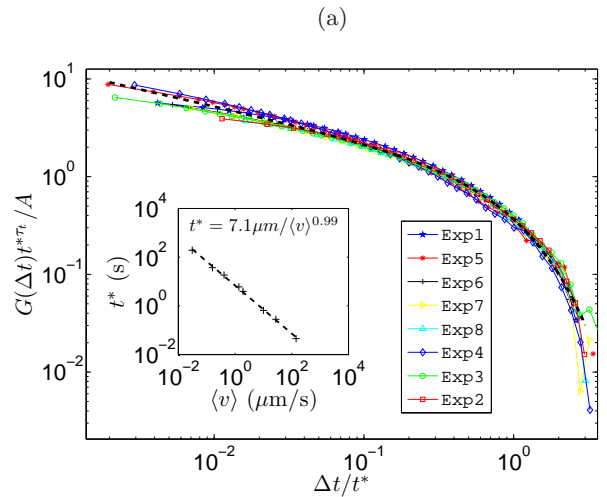 (a)
10^1
10^0
10^{-1}
10^{-2}
G(Δt)t^{*τ_t}/A
10^{-2} 10^{-1} 10^0
Δt/t^*
t^* = 7.1μm/⟨v⟩^{0.99}
10^4
10^2
10^0
10^{-2}
t^* (s)
10^{-2} 10^0 10^2 10^4
⟨v⟩ (μm/s)
Exp1
Exp5
Exp6
Exp7
Exp8
Exp4
Exp3
Exp2